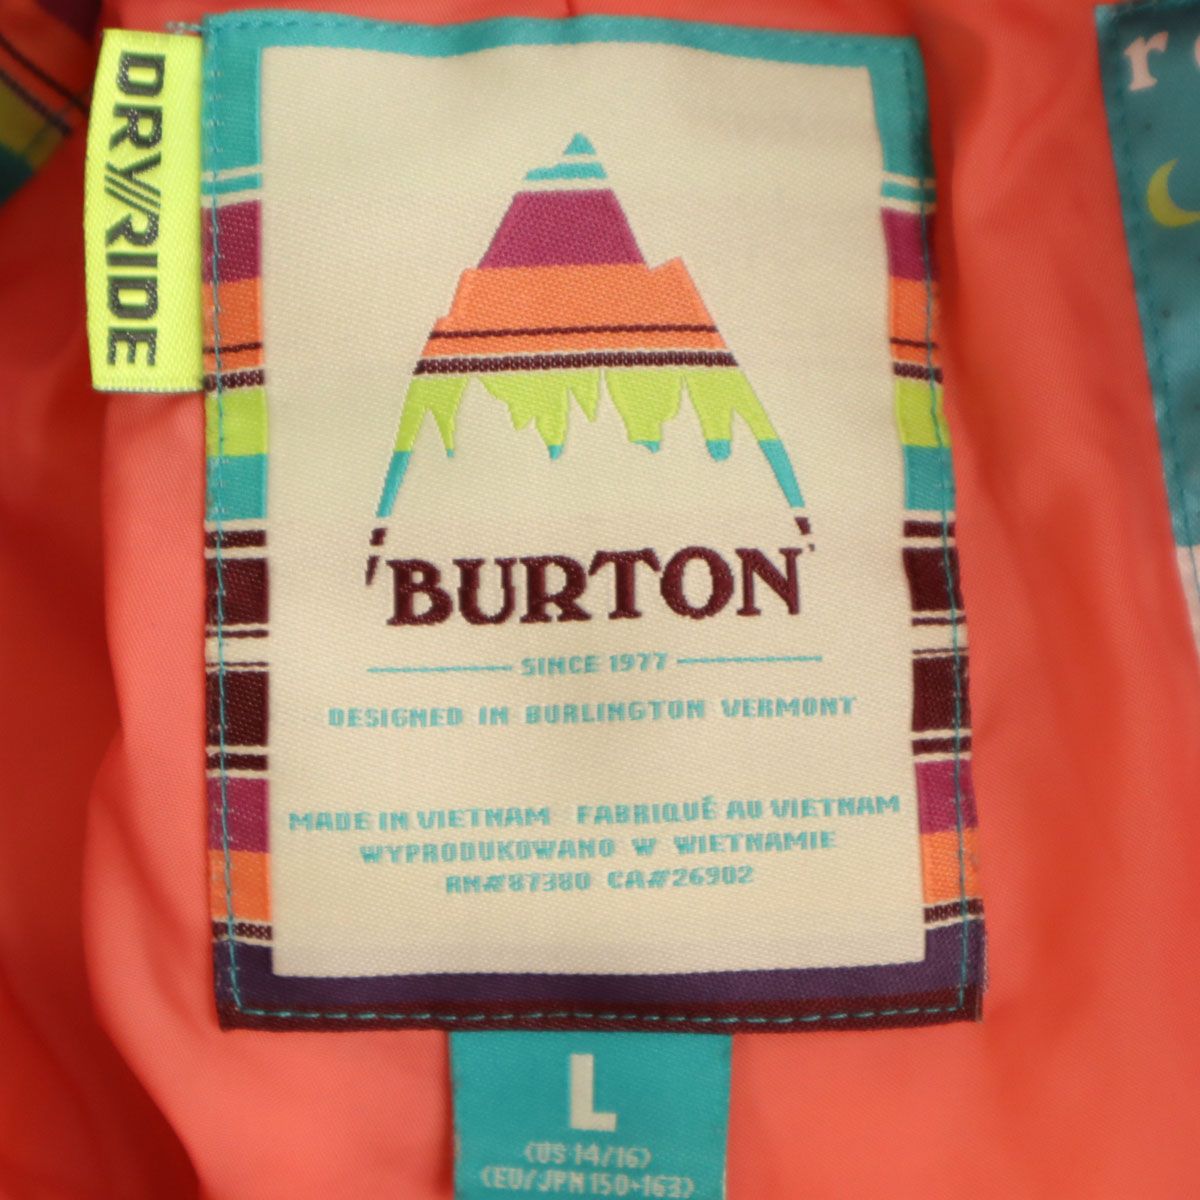 DRY///RIDE
BURTON
SINCE 1977
DESIGNED IN BURLINGTON VERMONT
MADE IN VIETNAM FABRIQUÉ AU VIETNAM
WYPRODUKOWANO W WIETNAMIE
RN#87380 CA#26902
L
(US 14/16)
(EU/JPN 150-163)